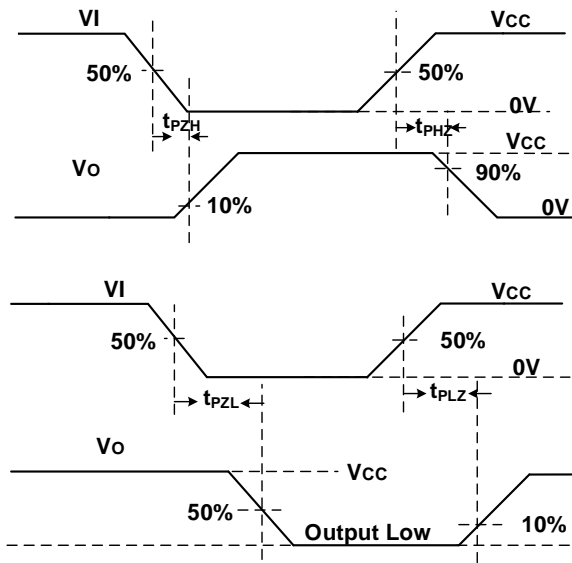 VI
VCC
50%
50%
0V
tPZH
tPHZ
VCC
VO
90%
10%
0V
VI
VCC
50%
50%
0V
tPZL
tPLZ
VO
VCC
50%
Output Low
10%